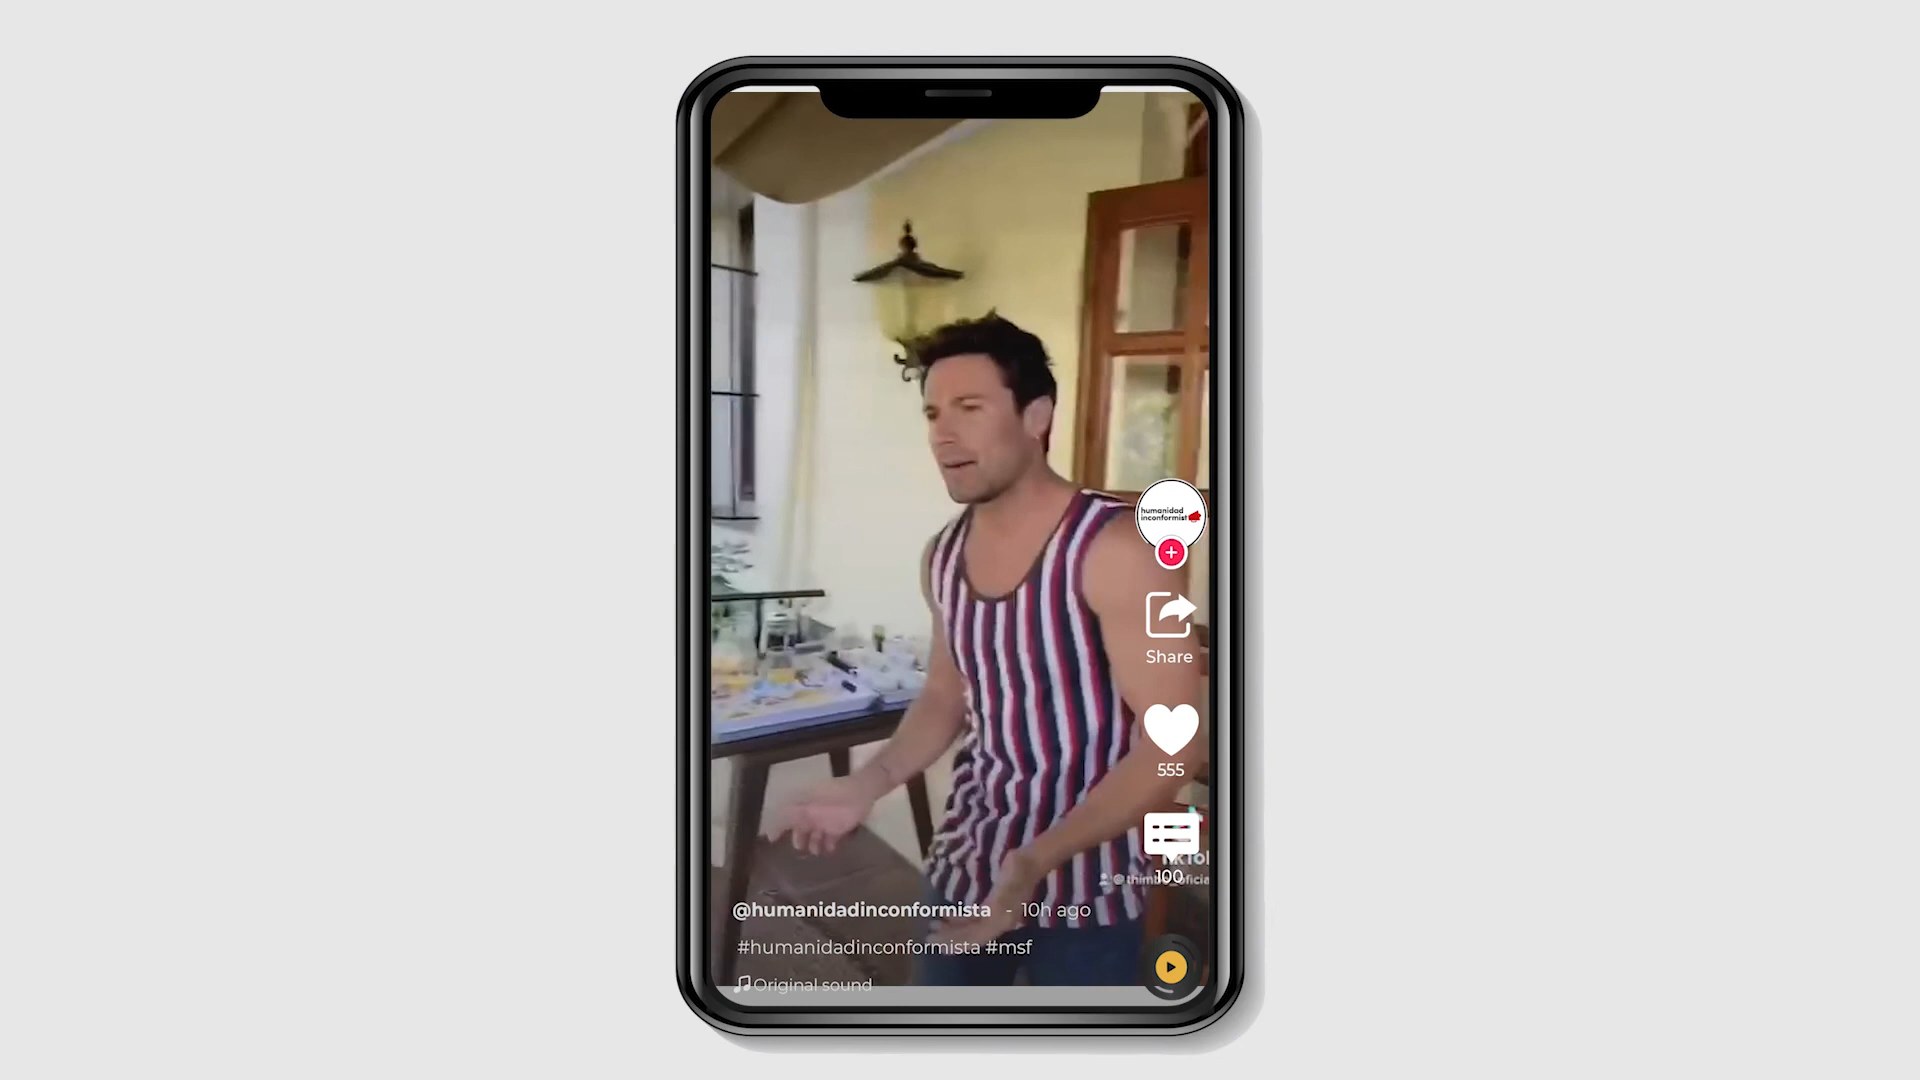 humanidad
inconformist
Share
555
100
@humanidadinconformista - 10h ago
#humanidadinconformista #msf
Original sound